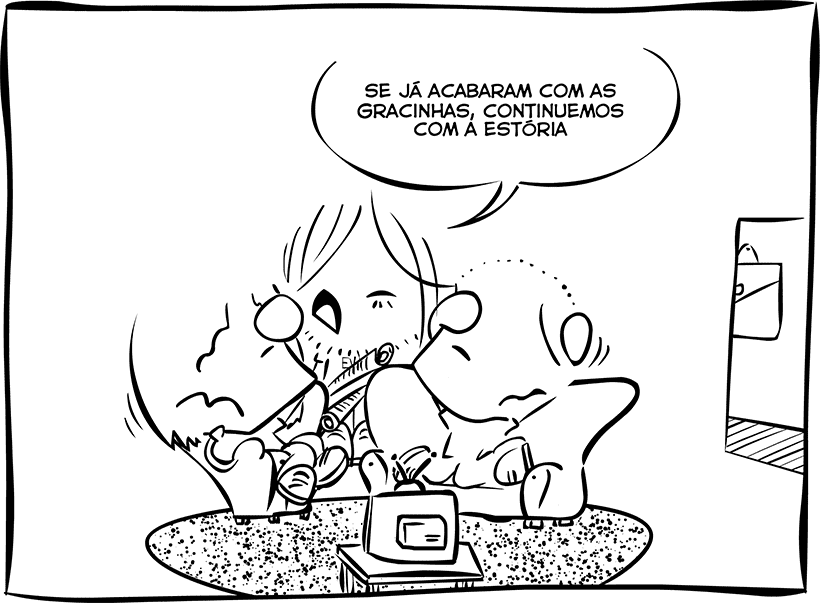 SE JÁ ACABARAM COM AS
GRACINHAS, CONTINUEMOS
COM A ESTÓRIA